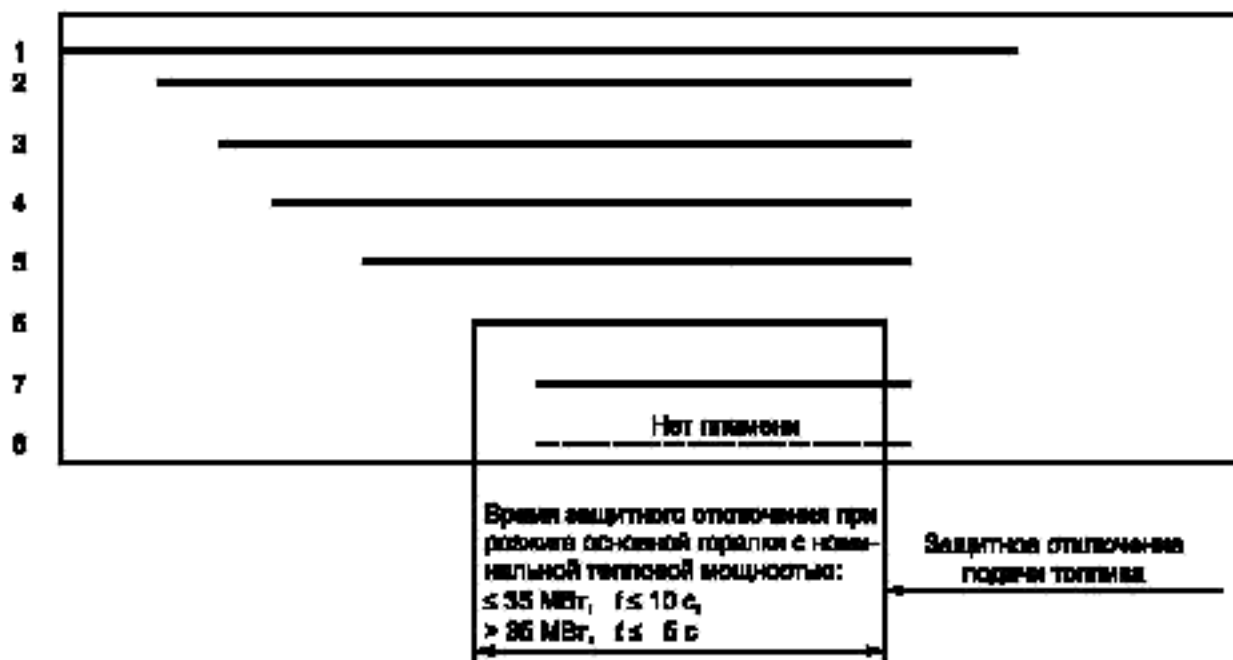 1
2
3
4
5
6
7
Нет пламени
8
Время защитного отключения при
розжиге основной горелки с номи-
нальной тепловой мощностью:
≤ 35 МВт, t ≤ 10 с,
> 35 МВт, t ≤ 5 с
Защитное отключение
подачи топлива